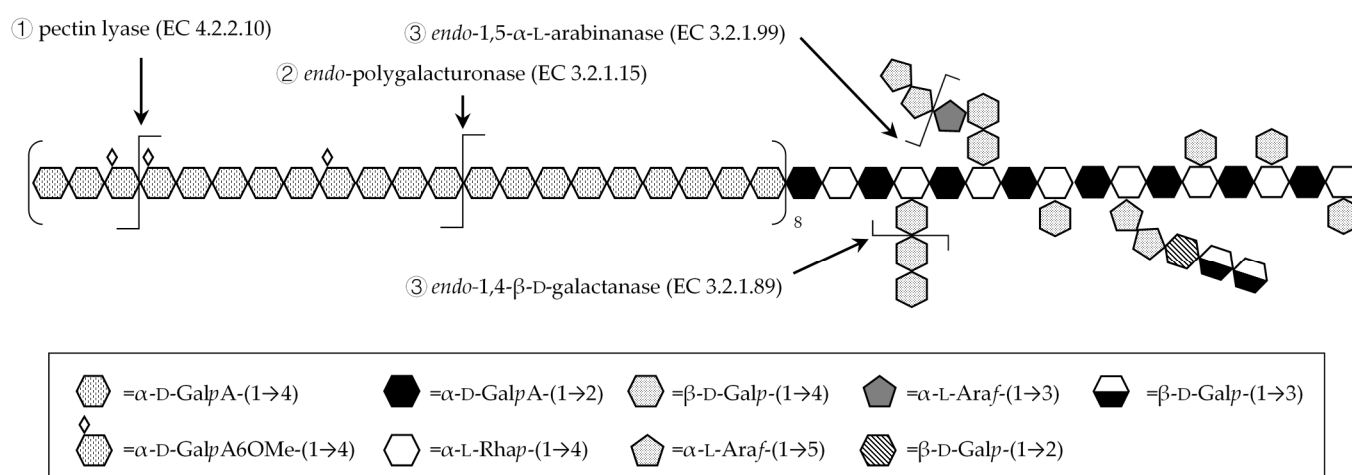 ① pectin lyase (EC 4.2.2.10)
③ endo-1,5-α-L-arabinanase (EC 3.2.1.99)
② endo-polygalacturonase (EC 3.2.1.15)
8
③ endo-1,4-β-D-galactanase (EC 3.2.1.89)
=α-D-GalpA-(1→4) =α-D-GalpA-(1→2) =β-D-Galp-(1→4) =α-L-Araf-(1→3) =β-D-Galp-(1→3)
=α-D-GalpA6OMe-(1→4) =α-L-Rhap-(1→4) =α-L-Araf-(1→5) =β-D-Galp-(1→2)